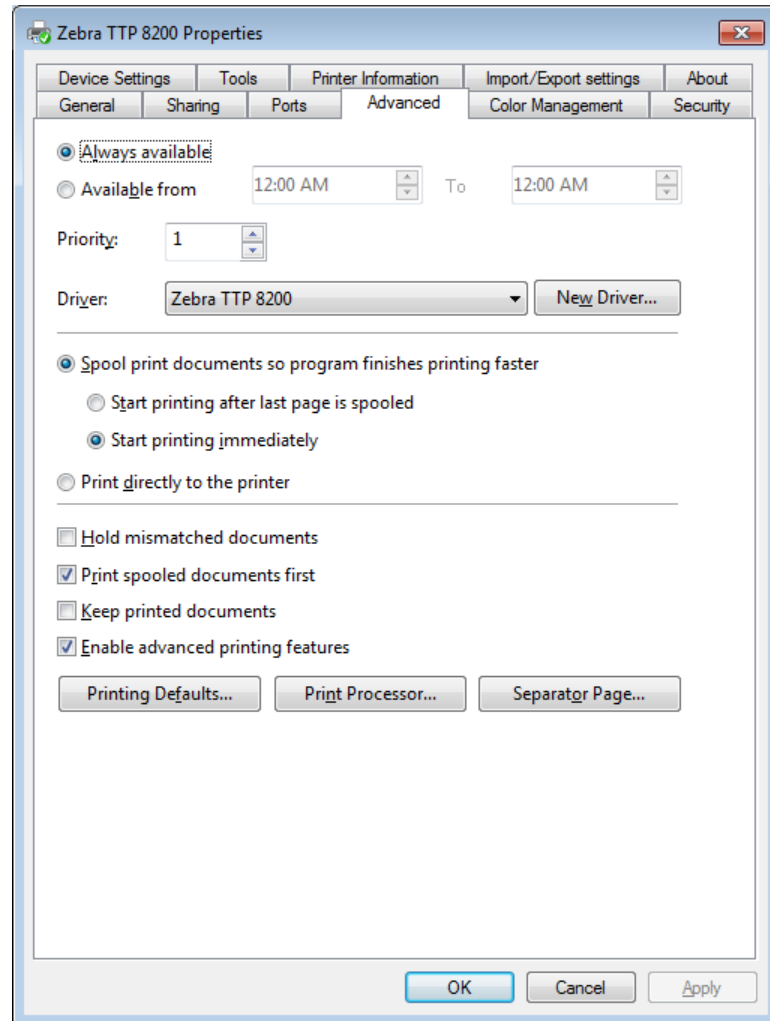 Zebra TTP 8200 Properties
Device Settings Tools Printer Information Import/Export settings About
General Sharing Ports Advanced Color Management Security
Always available
Available from 12:00 AM To 12:00 AM
Priority: 1
Driver: Zebra TTP 8200 New Driver...
Spool print documents so program finishes printing faster
Start printing after last page is spooled
Start printing immediately
Print directly to the printer
Hold mismatched documents
Print spooled documents first
Keep printed documents
Enable advanced printing features
Printing Defaults... Print Processor... Separator Page...
OK Cancel Apply